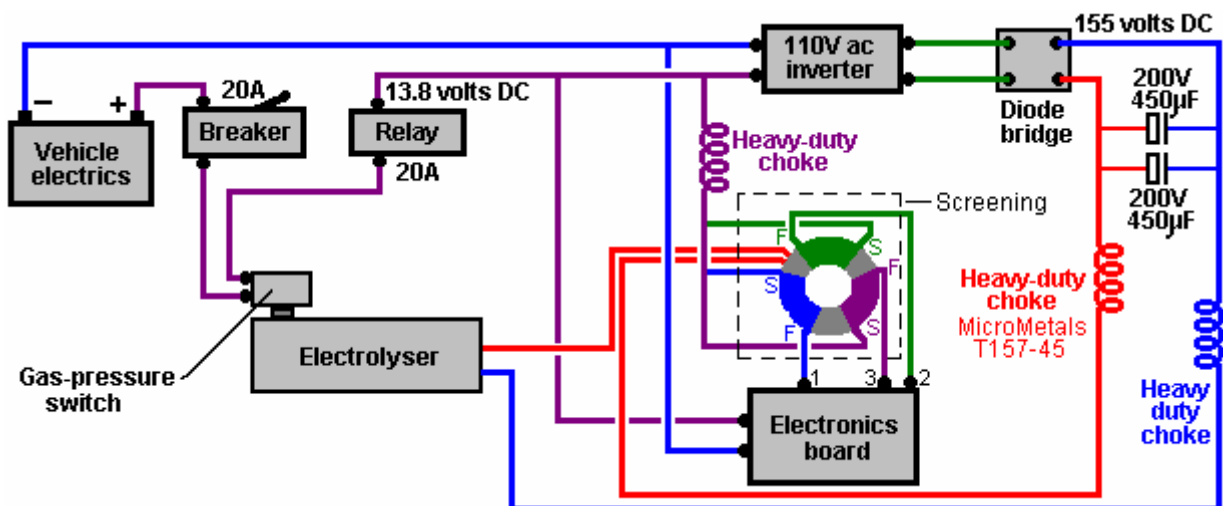 155 volts DC
110V ac
inverter
200V
450µF
Diode
bridge
200V
450µF
−
+
20A
Breaker
13.8 volts DC
Relay
20A
Vehicle
electrics
Heavy-duty
choke
Screening
F
S
F
S
F
S
Heavy-duty
choke
MicroMetals
T157-45
Heavy
duty
choke
Electrolyser
Gas-pressure
switch
1
3
2
Electronics
board